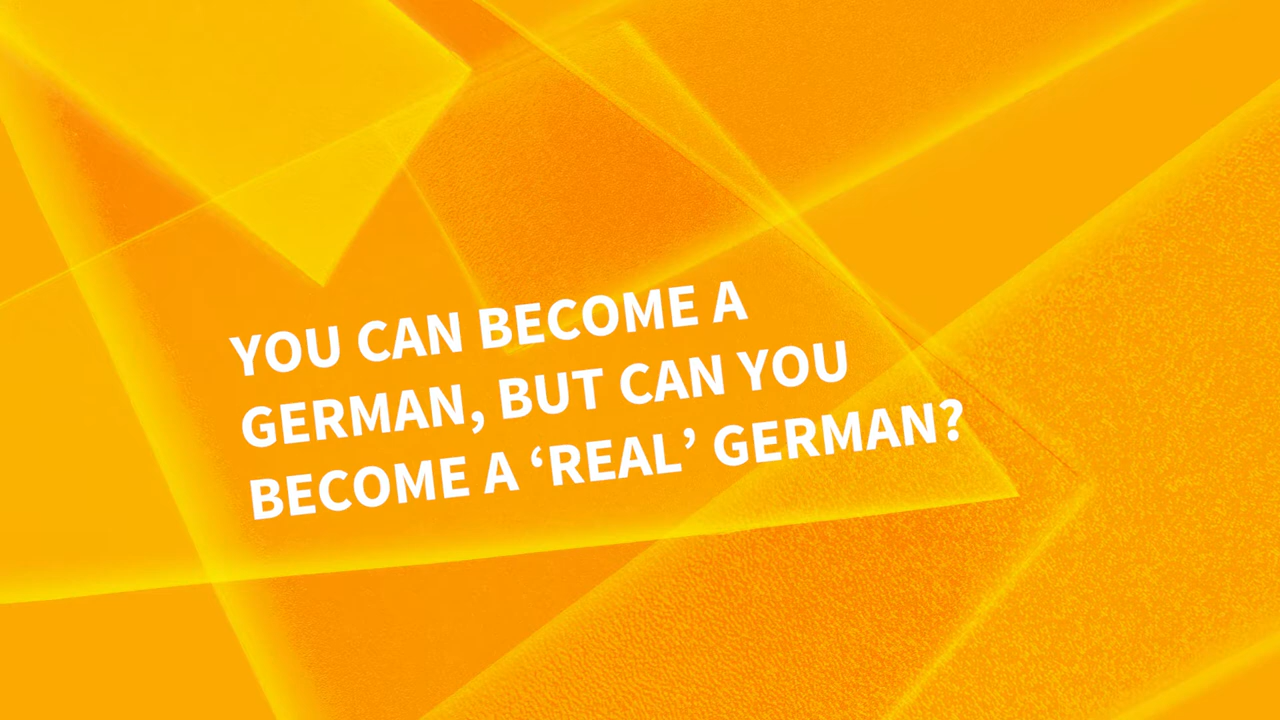 YOU CAN BECOME A
GERMAN, BUT CAN YOU
BECOME A ‘REAL’ GERMAN?